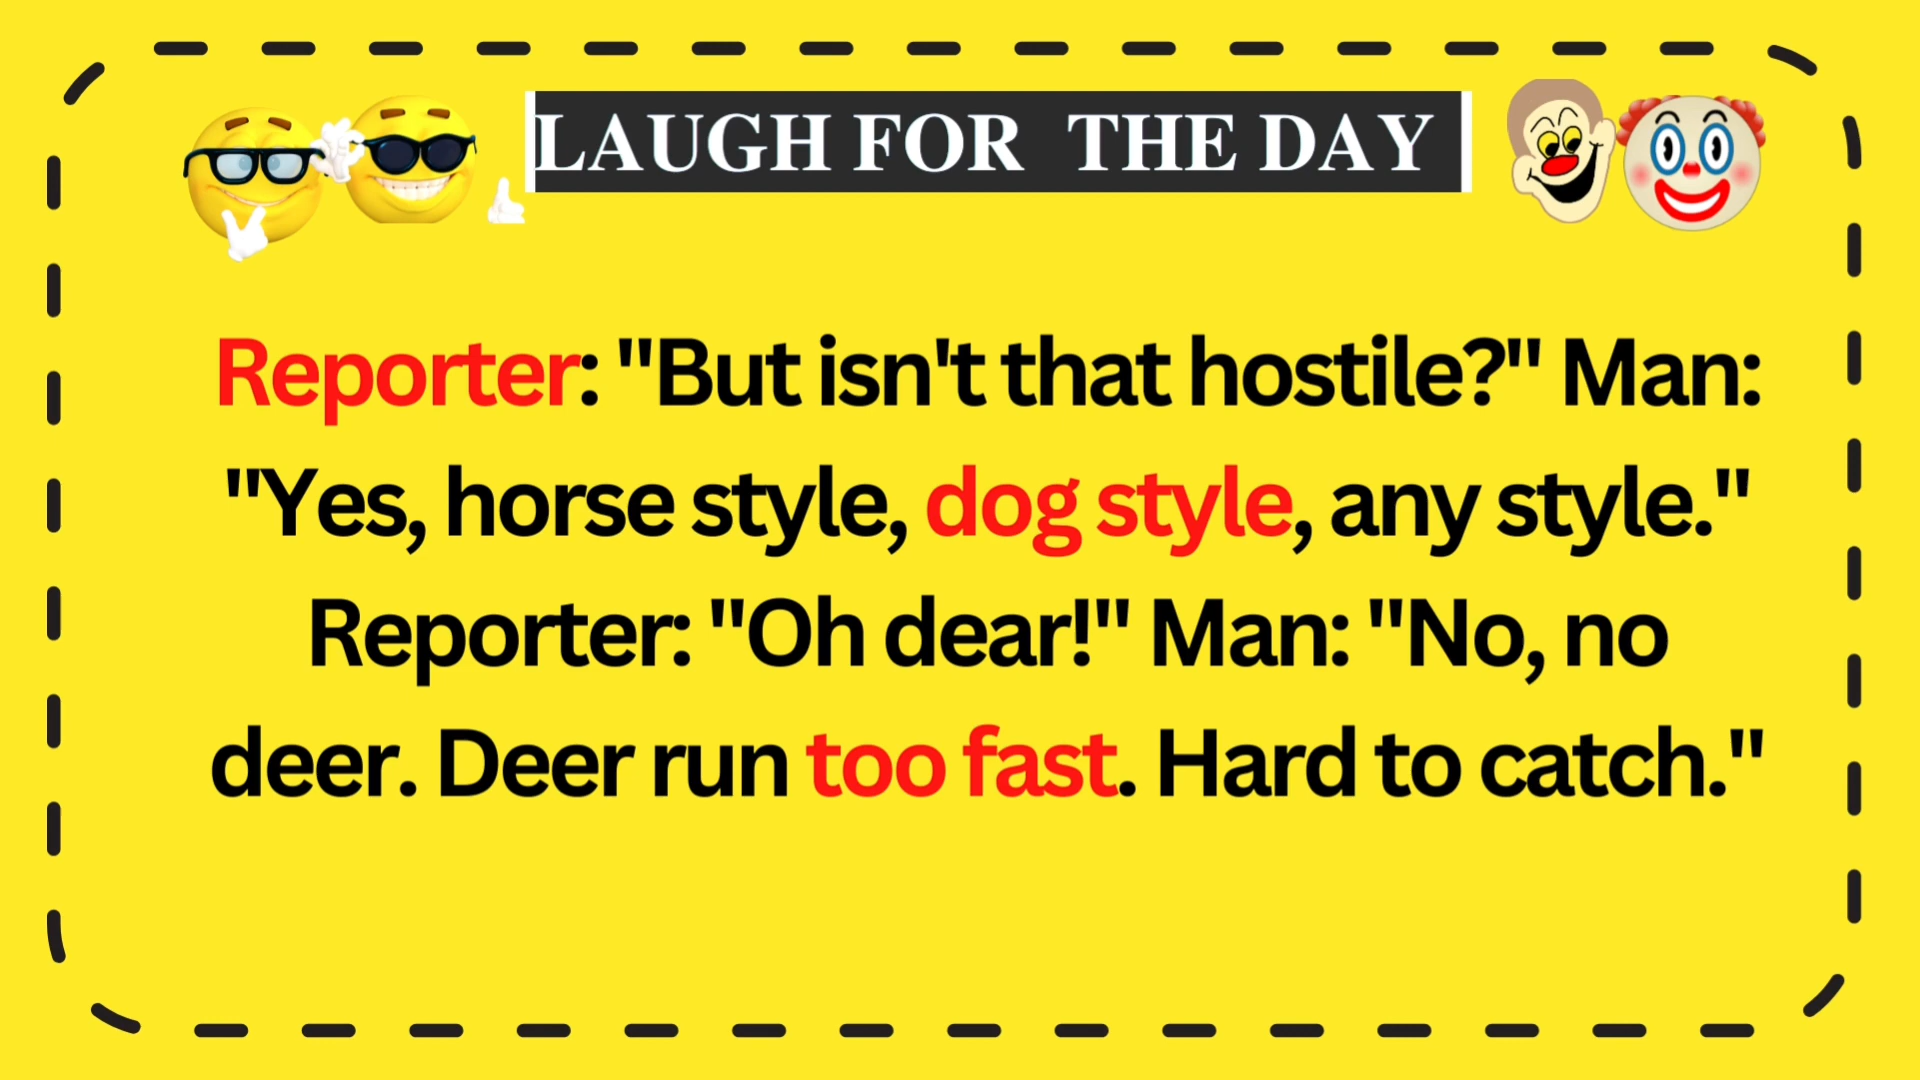 LAUGH FOR THE DAY
Reporter: "But isn't that hostile?" Man:
"Yes, horse style, dog style, any style."
Reporter: "Oh dear!" Man: "No, no
deer. Deer run too fast. Hard to catch."